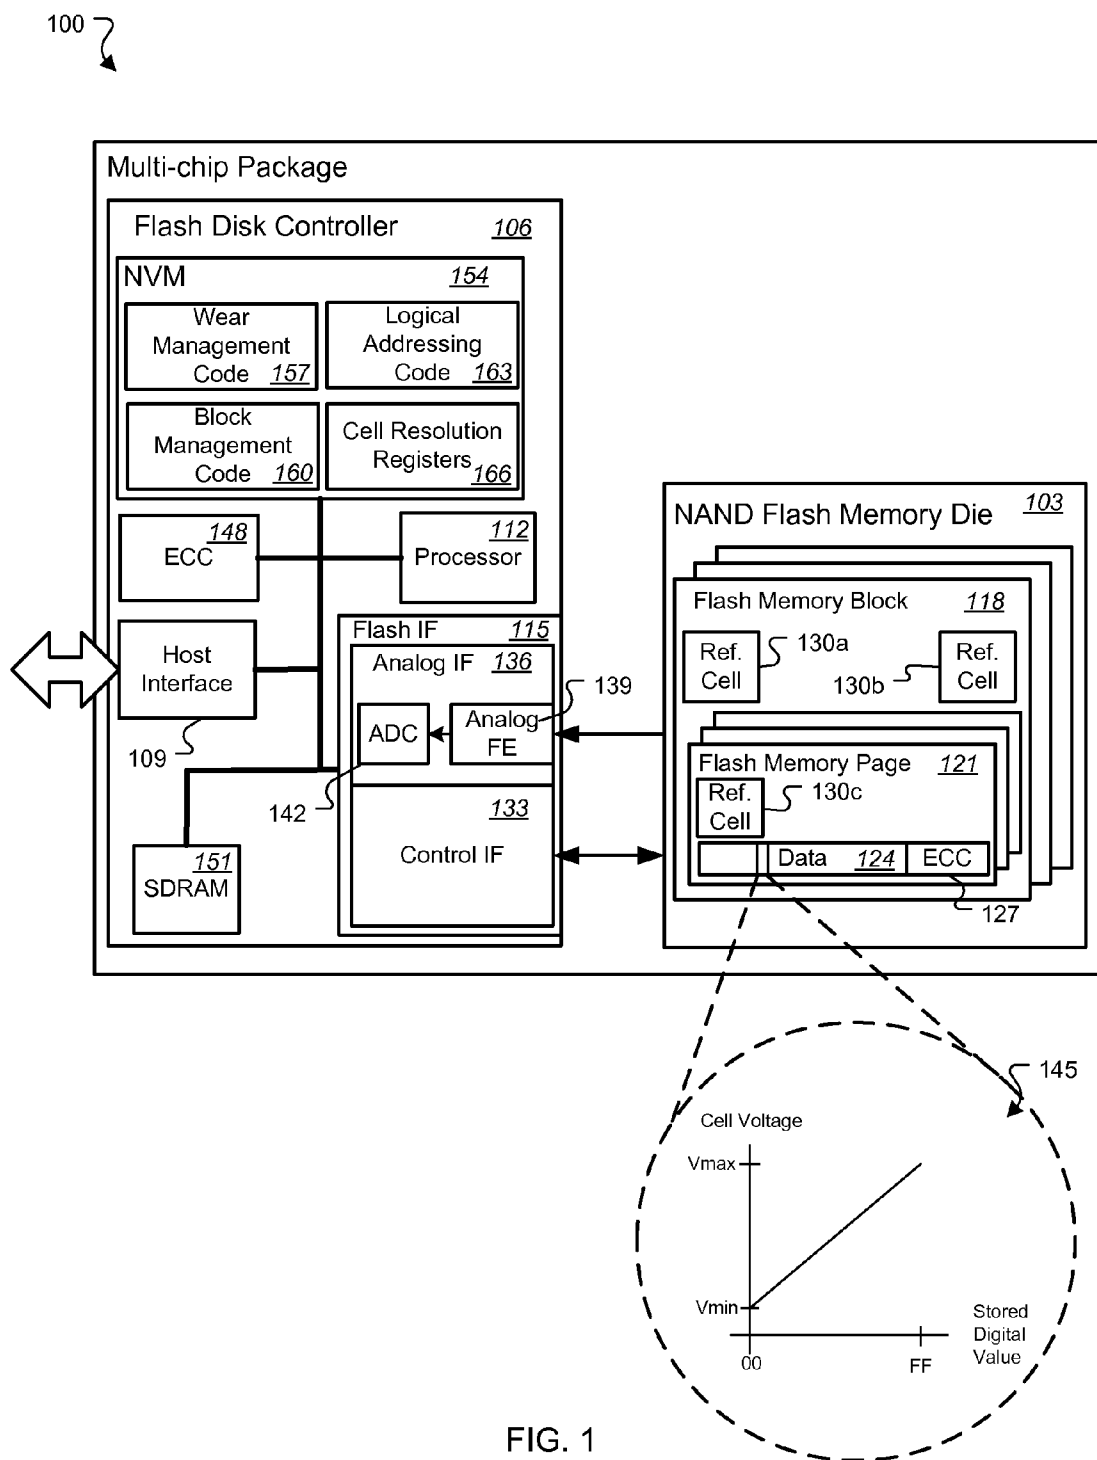 100
Multi-chip Package
Flash Disk Controller 106
NVM 154
Wear
Management
Code 157
Logical
Addressing
Code 163
Block
Management
Code 160
Cell Resolution
Registers 166
148
ECC
112
Processor
Host
Interface
109
Flash IF 115
Analog IF 136
139
ADC
Analog
FE
142
133
Control IF
151
SDRAM
NAND Flash Memory Die 103
Flash Memory Block 118
Ref.
Cell
130a
130b
Ref.
Cell
Flash Memory Page 121
Ref.
Cell
130c
Data 124 ECC
127
145
Cell Voltage
Vmax
Vmin
00
FF
Stored
Digital
Value
FIG. 1